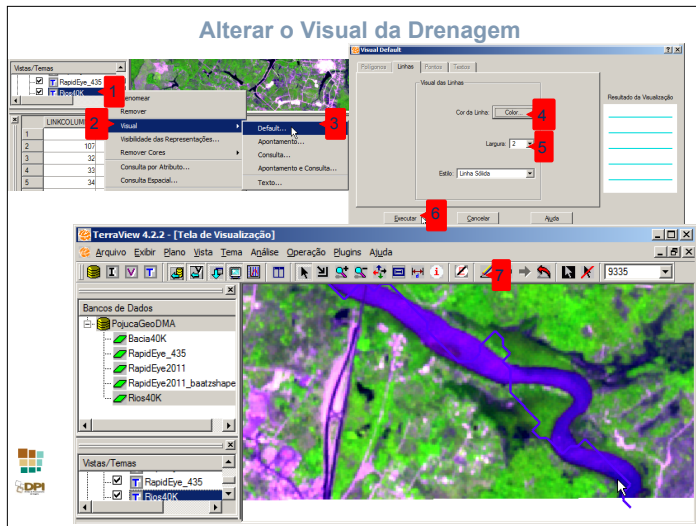 Alterar o Visual da Drenagem
Vistas/Temas
RapidEye_435
Rios40K
1
Renomear
Remover
2
Visual
Visibilidade das Representações...
Remover Cores
Consulta por Atributo...
Consulta Espacial...
3
Default...
Apontamento...
Consulta...
Apontamento e Consulta...
Texto...
LINKCOLUM
1
2 107
3 32
4 33
5 34
Visual Default
Polígonos Linhas Pontos Textos
Visual das Linhas
Cor da Linha: Color... 4
Largura: 2 5
Estilo: Linha Sólida
Resultado da Visualização
Executar 6 Cancelar Ajuda
TerraView 4.2.2 - [Tela de Visualização]
Arquivo Exibir Plano Vista Tema Análise Operação Plugins Ajuda
I V T 7 9335
Bancos de Dados
PojucaGeoDMA
Bacia40K
RapidEye_435
RapidEye2011
RapidEye2011_baatzshape
Rios40K
Vistas/Temas
RapidEye_435
Rios40K
DPI